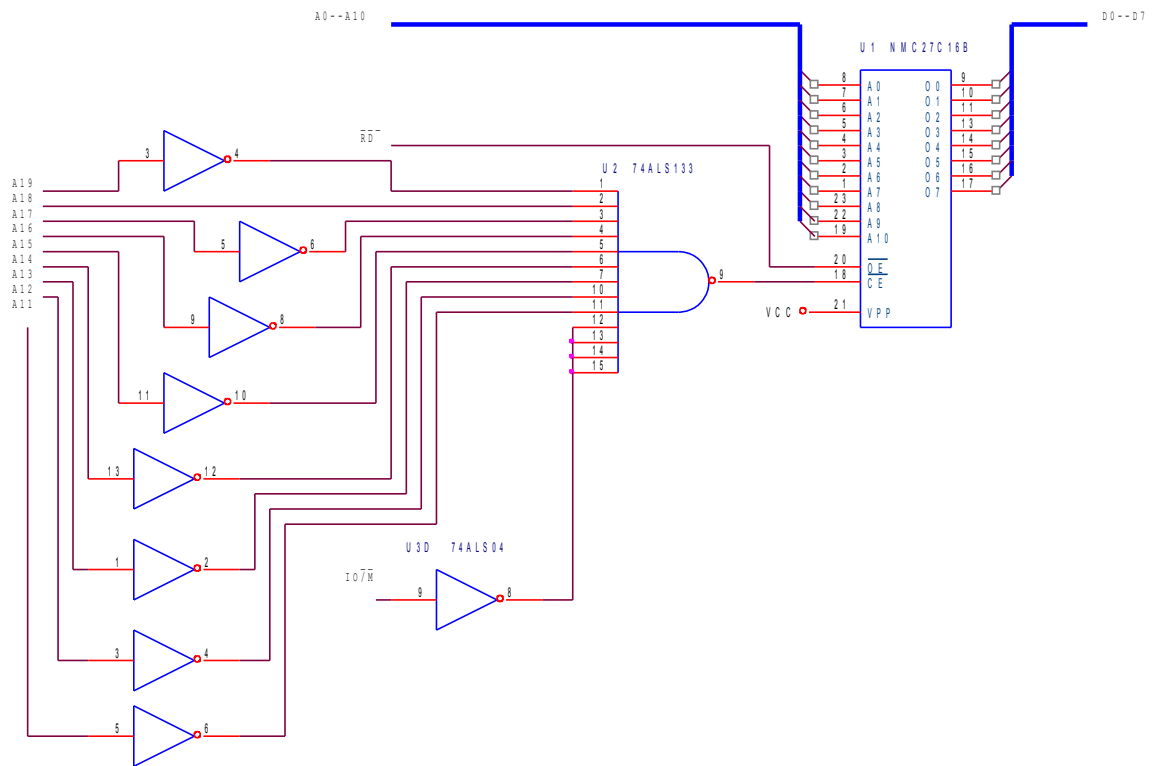 A0--A10
D0--D7
U1 NMC27C16B
8 A0 O0 9
7 A1 O1 10
6 A2 O2 11
5 A3 O3 13
4 A4 O4 14
3 A5 O5 15
2 A6 O6 16
1 A7 O7 17
23 A8
22 A9
19 A10
20 OE
18 CE
VCC 21 VPP
RD
3 4
U2 74ALS133
A19
A18
A17
A16
A15
A14
A13
A12
A11
1
2
3
4
5
6
7
10
11
12
13
14
15
9
5 6
9 8
11 10
13 12
1 2
3 4
5 6
U3D 74ALS04
IO/M
9 8